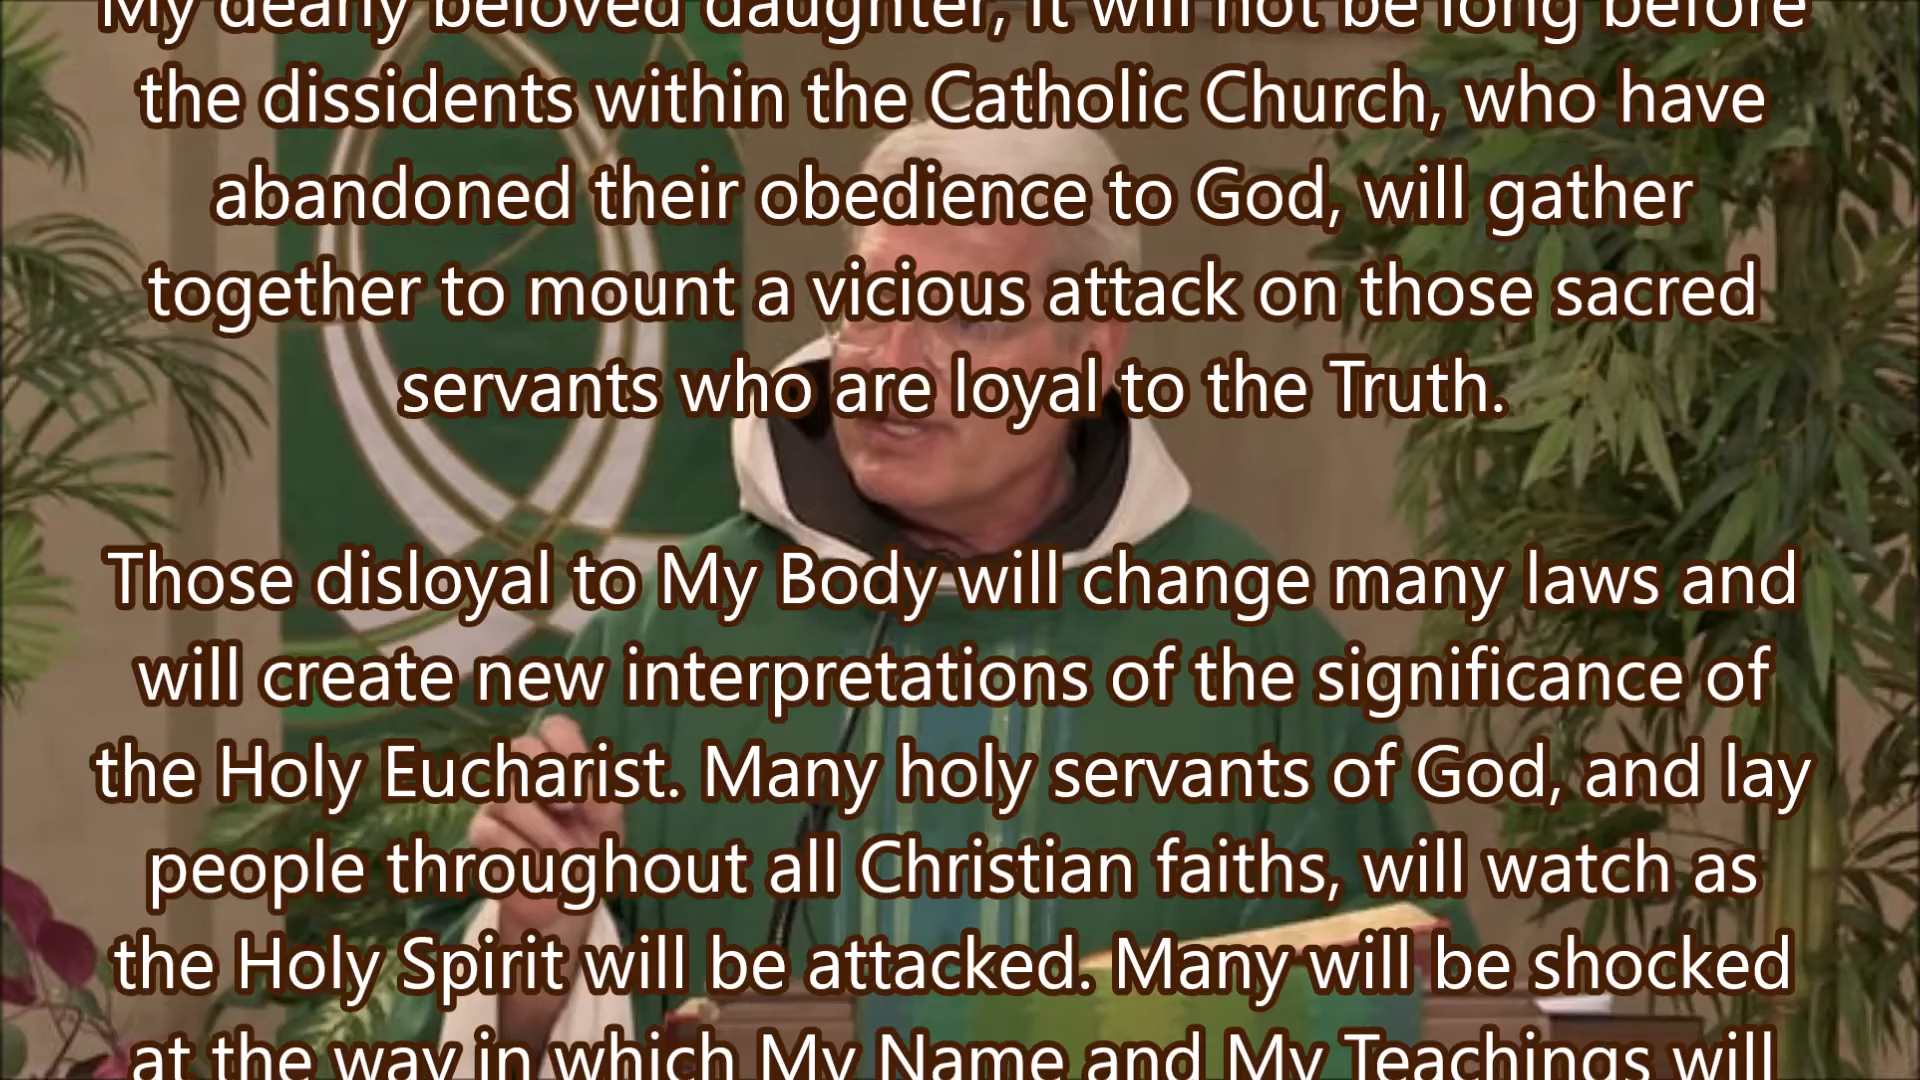 My dearly beloved daughter, it will not be long before
the dissidents within the Catholic Church, who have
abandoned their obedience to God, will gather
together to mount a vicious attack on those sacred
servants who are loyal to the Truth.
Those disloyal to My Body will change many laws and
will create new interpretations of the significance of
the Holy Eucharist. Many holy servants of God, and lay
people throughout all Christian faiths, will watch as
the Holy Spirit will be attacked. Many will be shocked
at the way in which My Name and My Teachings will